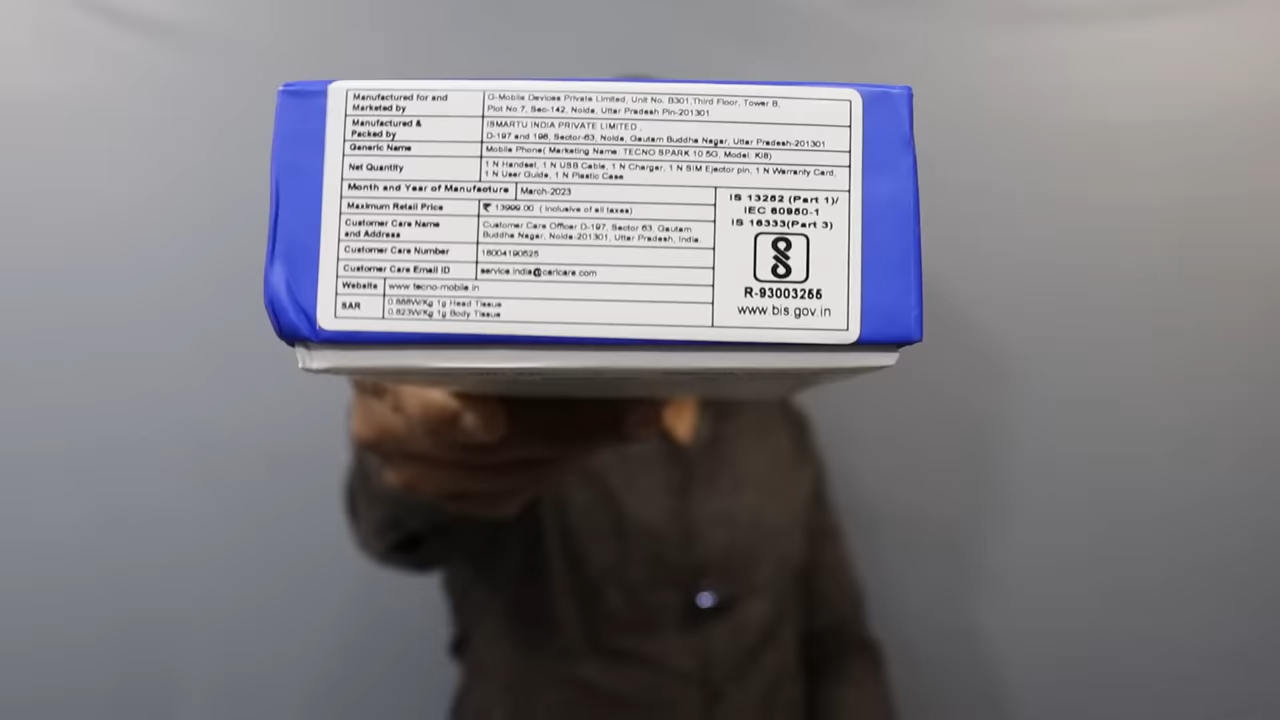 Manufactured for and
Marketed by
G-Mobile Devices Private Limited, Unit No. B301,Third Floor, Tower B,
Plot No.7, Sec-142, Noida, Uttar Pradesh Pin-201301
Manufactured &
Packed by
ISMARTU INDIA PRIVATE LIMITED ,
D-197 and 198, Sector-63, Noida, Gautam Buddha Nagar, Uttar Pradesh-201301
Generic Name
Mobile Phone( Marketing Name: TECNO SPARK 10 5G, Model: KI8)
Net Quantity
1 N Handset, 1 N USB Cable, 1 N Charger, 1 N SIM Ejector pin, 1 N Warranty Card,
1 N User Guide, 1 N Plastic Case
Month and Year of Manufacture
March-2023
Maximum Retail Price
₹ 13999.00 ( Inclusive of all taxes)
Customer Care Name
and Address
Customer Care Officer D-197, Sector 63, Gautam
Buddha Nagar, Noida-201301, Uttar Pradesh, India.
Customer Care Number
18004190525
Customer Care Email ID
service.india@carlcare.com
Website
www.tecno-mobile.in
SAR
0.888W/Kg 1g Head Tissue
0.823W/Kg 1g Body Tissue
IS 13252 (Part 1)/
IEC 60950-1
IS 16333(Part 3)
R-93003255
www.bis.gov.in